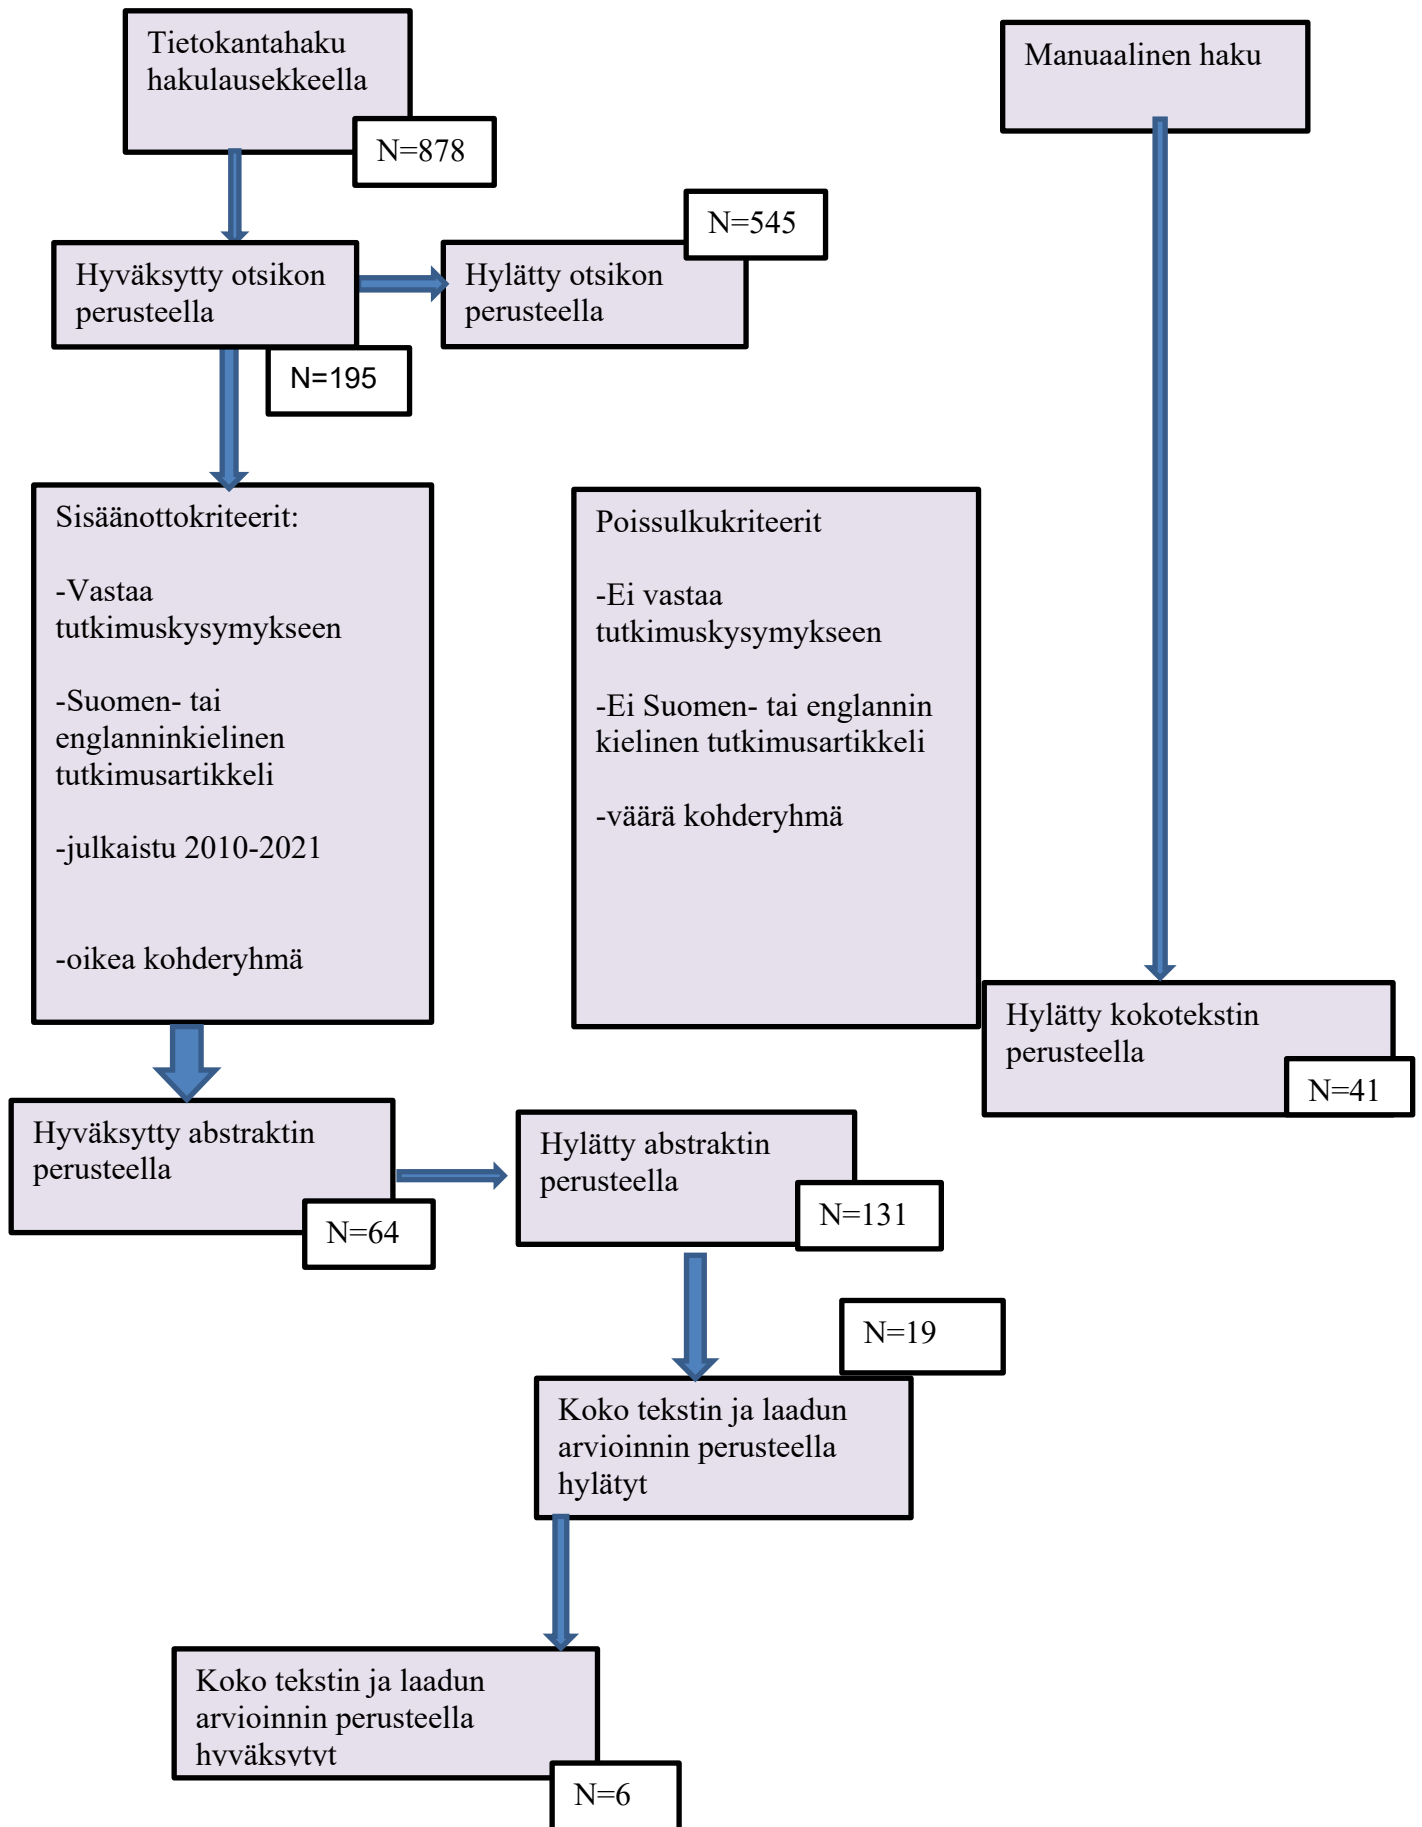 Tietokantahaku
hakulausekkeella
N=878
Manuaalinen haku
Hyväksytty otsikon
perusteella
N=195
N=545
Hylätty otsikon
perusteella
Sisäänottokriteerit:
-Vastaa
tutkimuskysymykseen
-Suomen- tai
englanninkielinen
tutkimusartikkeli
-julkaistu 2010-2021
-oikea kohderyhmä
Poissulkukriteerit
-Ei vastaa
tutkimuskysymykseen
-Ei Suomen- tai englannin
kielinen tutkimusartikkeli
-väärä kohderyhmä
Hylätty kokotekstin
perusteella
N=41
Hyväksytty abstraktin
perusteella
N=64
Hylätty abstraktin
perusteella
N=131
N=19
Koko tekstin ja laadun
arvioinnin perusteella
hylätyt
Koko tekstin ja laadun
arvioinnin perusteella
hyväksytyt
N=6